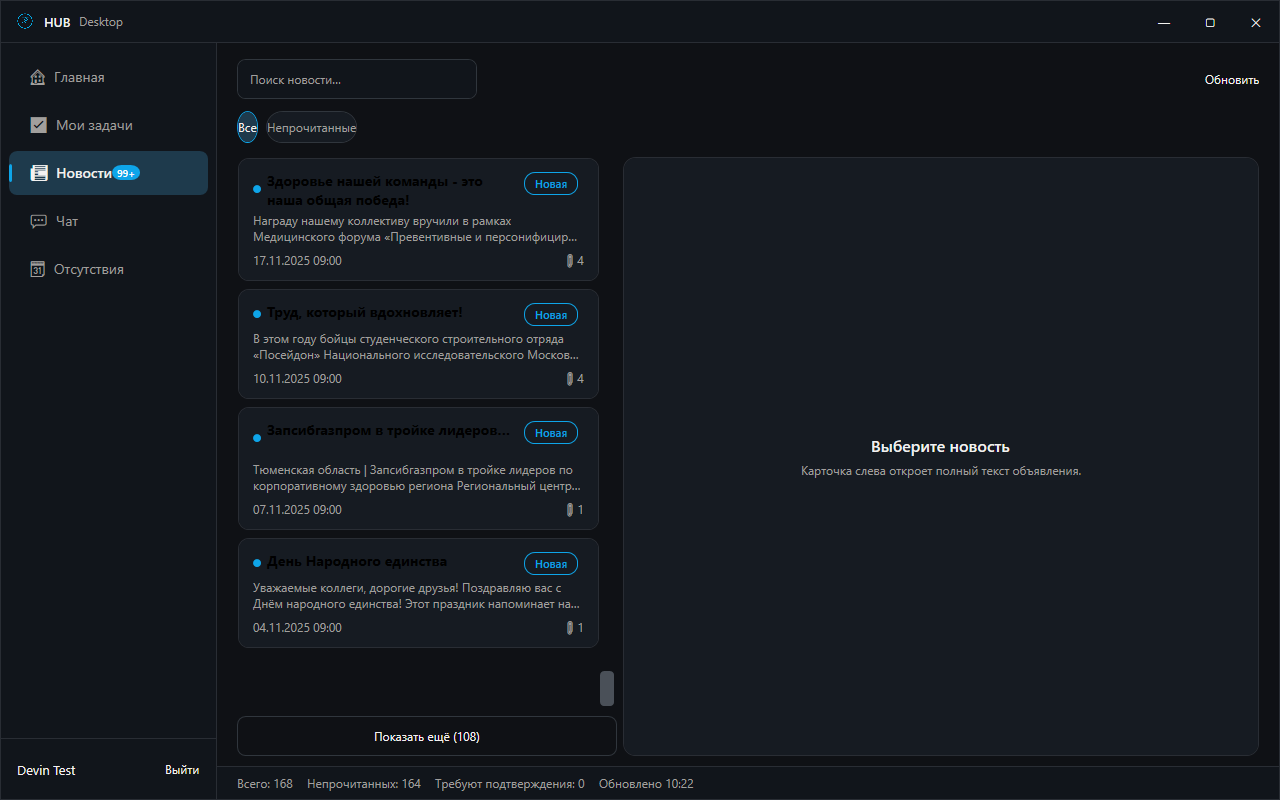 HUB Desktop
Главная
Мои задачи
Новости 99+
Чат
31 Отсутствия
Devin Test Выйти
Поиск новости...
Обновить
Все Непрочитанные
Здоровье нашей команды - это
наша общая победа!
Новая
Награду нашему коллективу вручили в рамках
Медицинского форума «Превентивные и персонифицир...
17.11.2025 09:00 4
Труд, который вдохновляет! Новая
В этом году бойцы студенческого строительного отряда
«Посейдон» Национального исследовательского Москов...
10.11.2025 09:00 4
Запсибгазпром в тройке лидеров... Новая
Тюменская область | Запсибгазпром в тройке лидеров по
корпоративному здоровью региона Региональный центр...
07.11.2025 09:00 1
День Народного единства Новая
Уважаемые коллеги, дорогие друзья! Поздравляю вас с
Днём народного единства! Этот праздник напоминает на...
04.11.2025 09:00 1
Показать ещё (108)
Выберите новость
Карточка слева откроет полный текст объявления.
Всего: 168 Непрочитанных: 164 Требуют подтверждения: 0 Обновлено 10:22